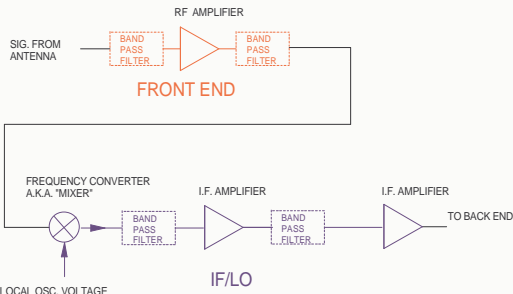 RF AMPLIFIER
SIG. FROM
ANTENNA
BAND
PASS
FILTER
BAND
PASS
FILTER
FRONT END
FREQUENCY CONVERTER
A.K.A. "MIXER"
I.F. AMPLIFIER
I.F. AMPLIFIER
BAND
PASS
FILTER
BAND
PASS
FILTER
TO BACK END
IF/LO
LOCAL OSC. VOLTAGE